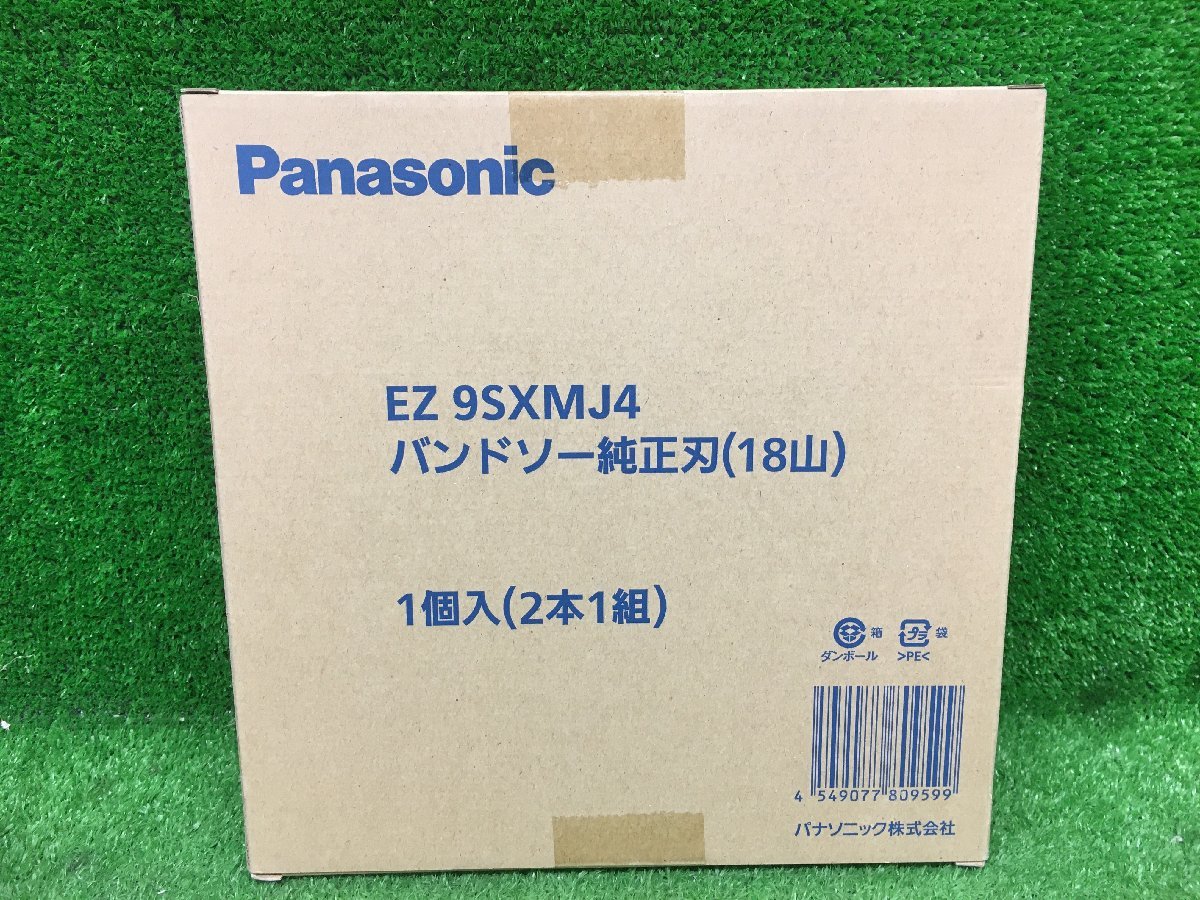 Panasonic
EZ 9SXMJ4
バンドソー純正刃(18山)
1個入(2本1組)
箱 プラ 袋
ダンボール >PE<
4 549077 809599
パナソニック株式会社